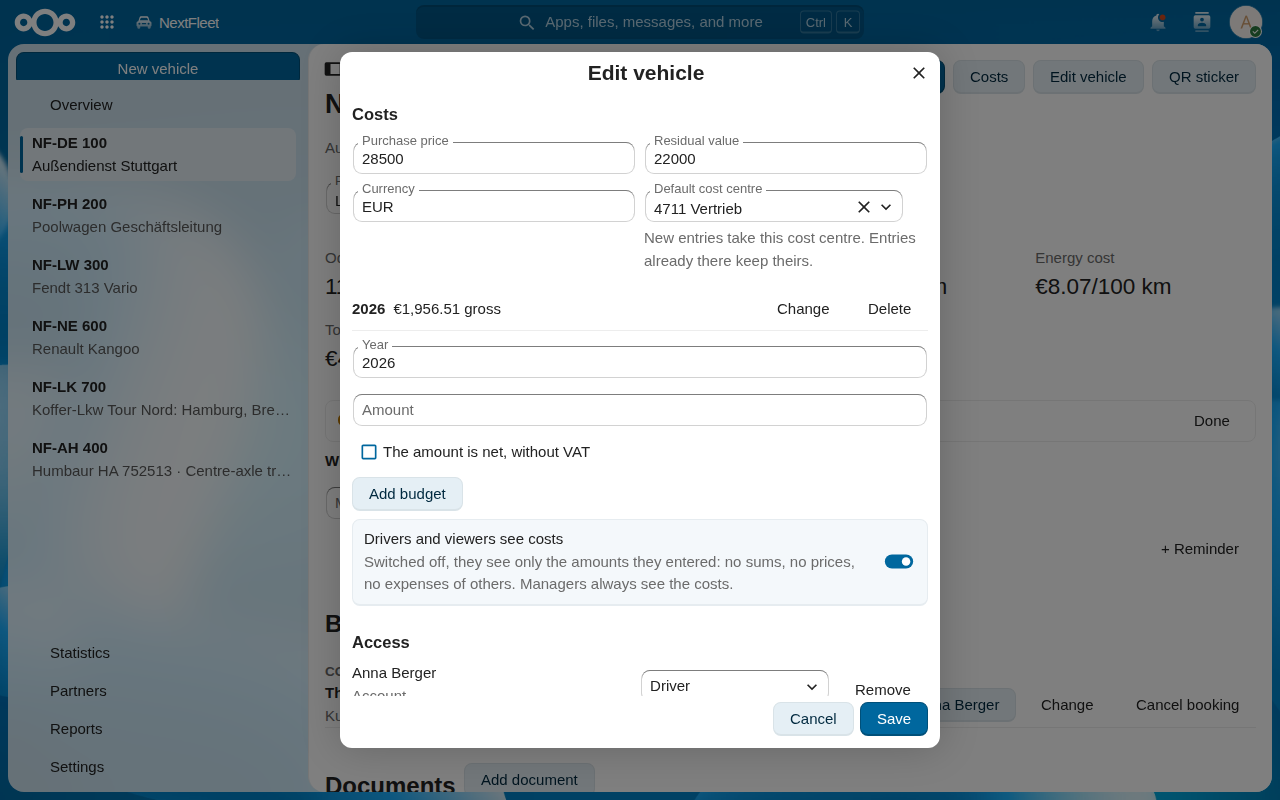 NextFleet
Apps, files, messages, and more
Ctrl
K
A
New vehicle
Overview
NF-DE 100
Außendienst Stuttgart
NF-PH 200
Poolwagen Geschäftsleitung
NF-LW 300
Fendt 313 Vario
NF-NE 600
Renault Kangoo
NF-LK 700
Koffer-Lkw Tour Nord: Hamburg, Bre…
NF-AH 400
Humbaur HA 752513 · Centre-axle tr…
Statistics
Partners
Reports
Settings
Costs
Edit vehicle
QR sticker
Energy cost
€8.07/100 km
Done
+ Reminder
na Berger
Change
Cancel booking
Documents
Add document
Edit vehicle
Costs
Purchase price
28500
Residual value
22000
Currency
EUR
Default cost centre
4711 Vertrieb
New entries take this cost centre. Entries
already there keep theirs.
2026 €1,956.51 gross
Change
Delete
Year
2026
Amount
The amount is net, without VAT
Add budget
Drivers and viewers see costs
Switched off, they see only the amounts they entered: no sums, no prices,
no expenses of others. Managers always see the costs.
Access
Anna Berger
Account
Driver
Remove
Cancel
Save